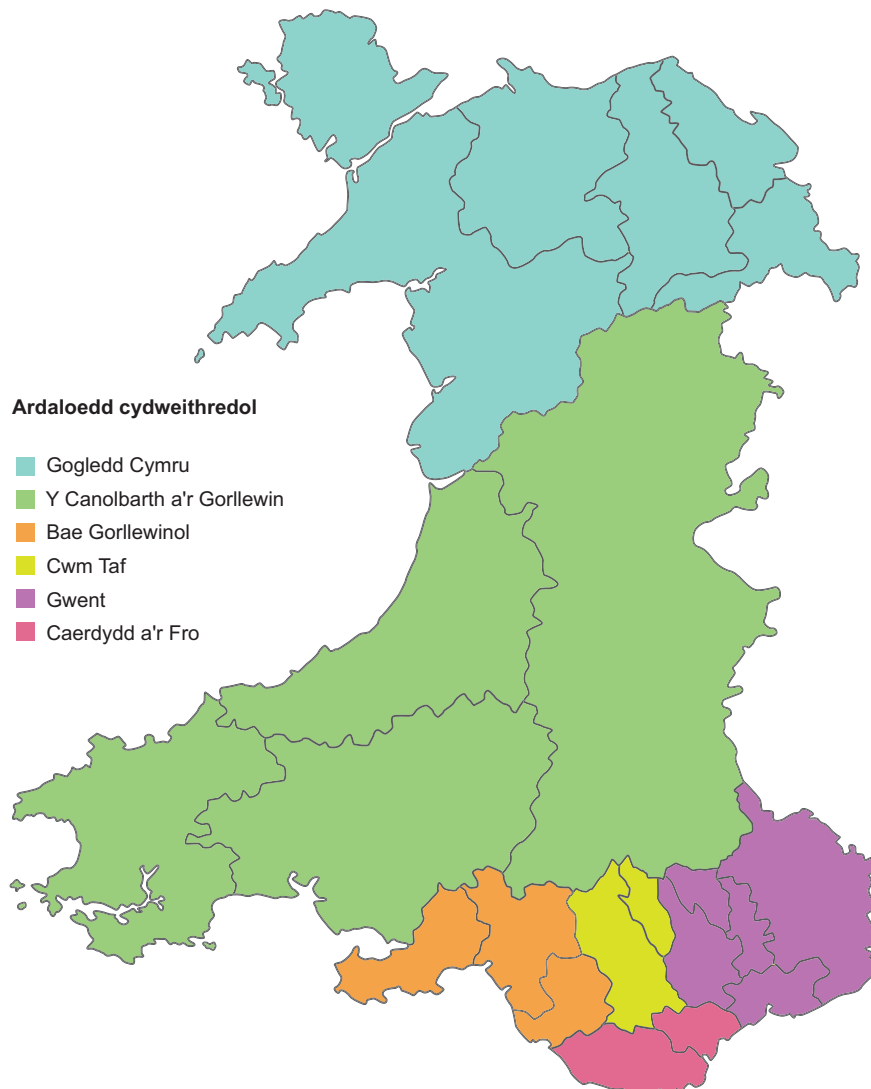 Ardaloedd cydweithredol
Gogledd Cymru
Y Canolbarth a'r Gorllewin
Bae Gorllewinol
Cwm Taf
Gwent
Caerdydd a'r Fro